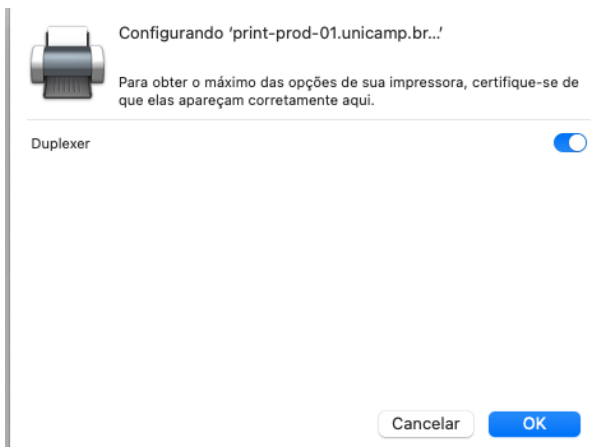 Configurando ‘print-prod-01.unicamp.br...’
Para obter o máximo das opções de sua impressora, certifique-se de
que elas apareçam corretamente aqui.
Duplexer
Cancelar OK